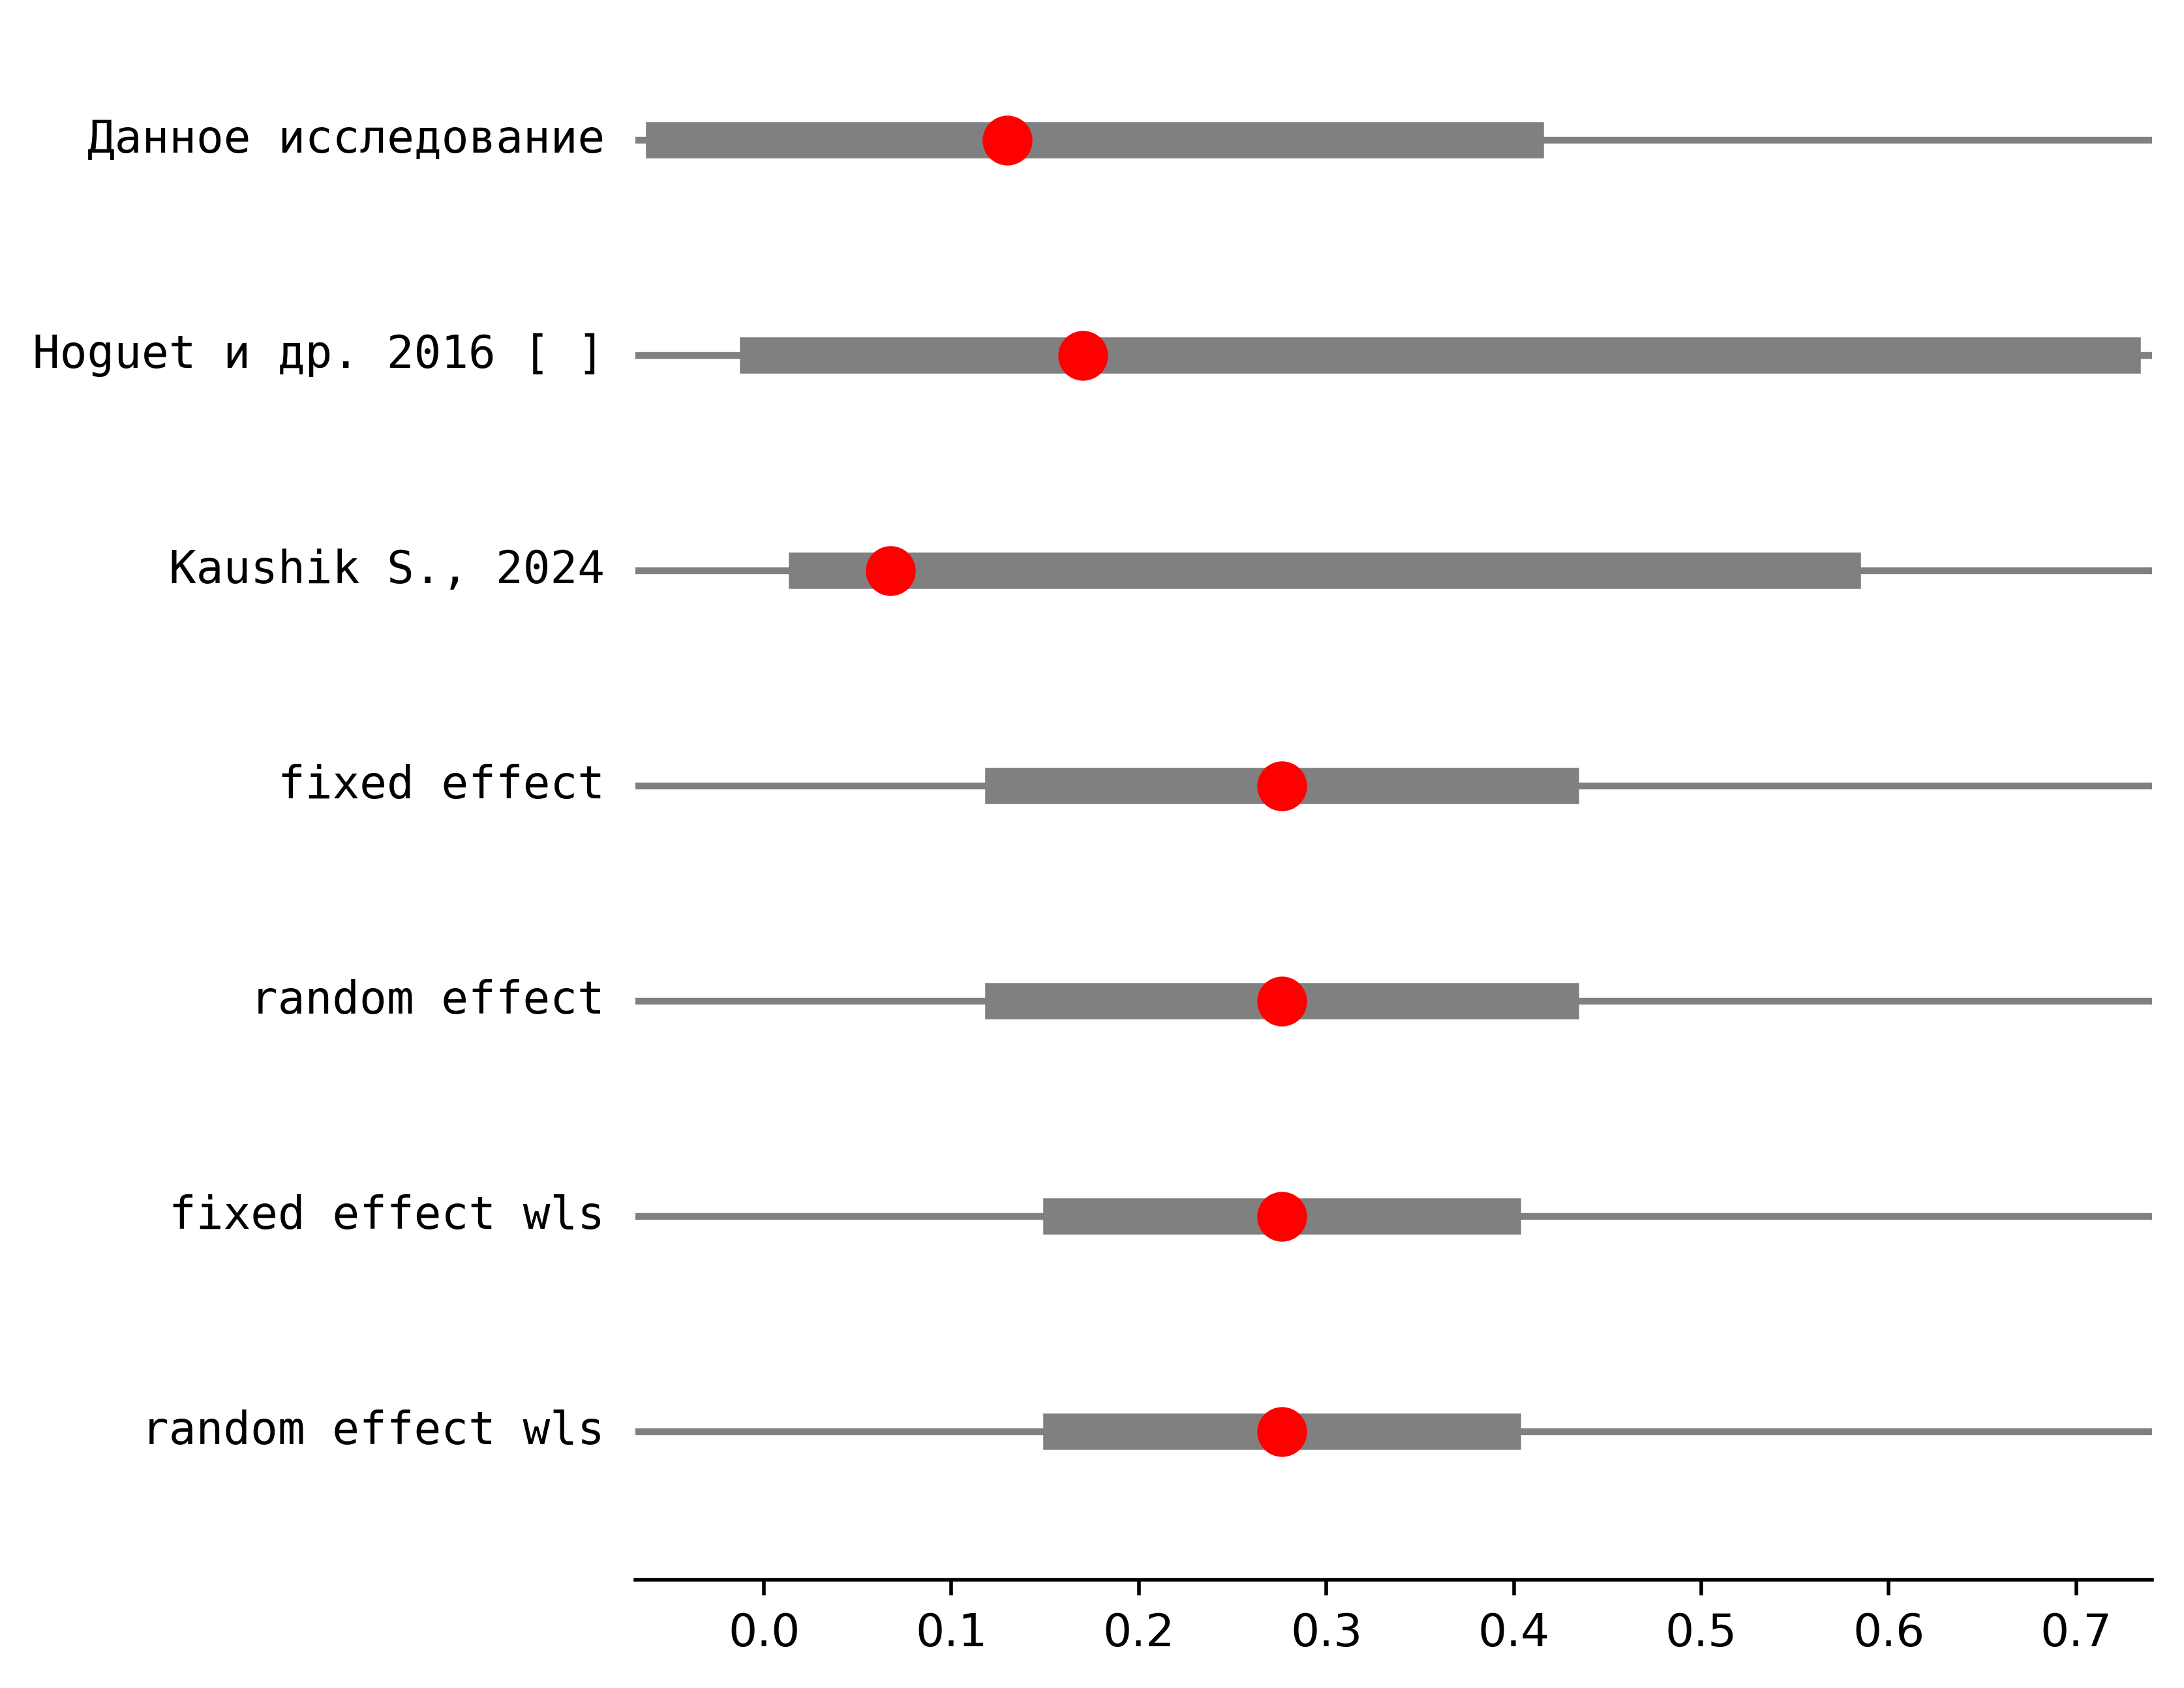 Данное исследование
Hoguet и др. 2016 [ ]
Kaushik S., 2024
fixed effect
random effect
fixed effect wls
random effect wls
0.0 0.1 0.2 0.3 0.4 0.5 0.6 0.7